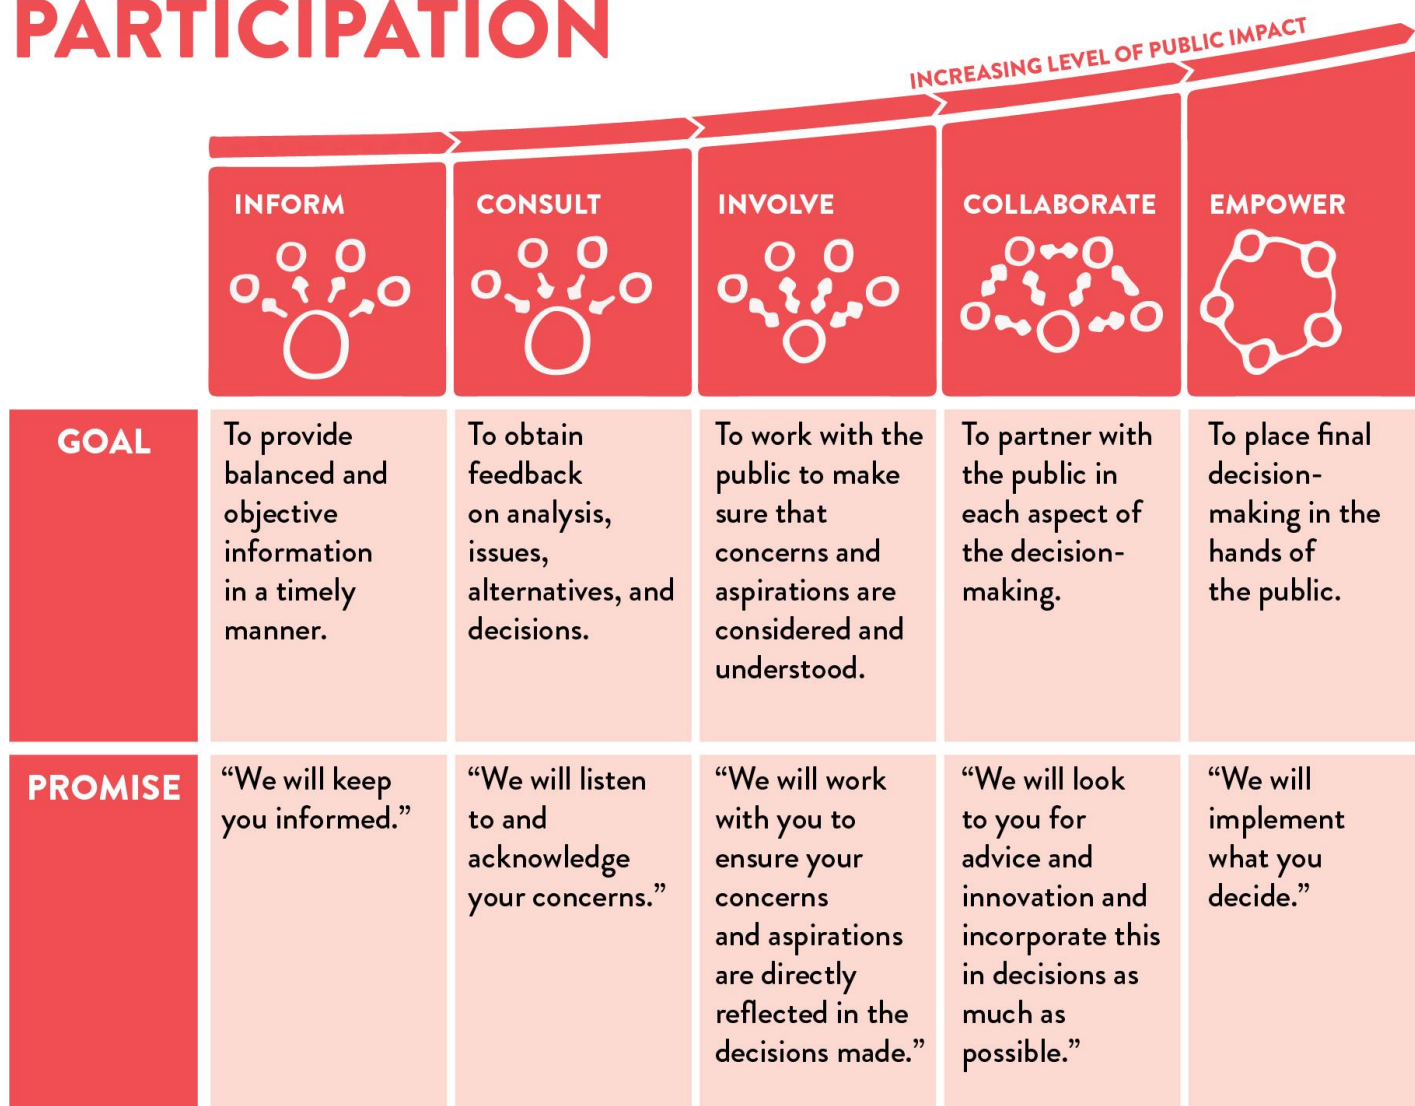 PARTICIPATION
INCREASING LEVEL OF PUBLIC IMPACT
INFORM
CONSULT
INVOLVE
COLLABORATE
EMPOWER
GOAL
To provide
balanced and
objective
information
in a timely
manner.
To obtain
feedback
on analysis,
issues,
alternatives, and
decisions.
To work with the
public to make
sure that
concerns and
aspirations are
considered and
understood.
To partner with
the public in
each aspect of
the decision-
making.
To place final
decision-
making in the
hands of
the public.
PROMISE
“We will keep
you informed.”
“We will listen
to and
acknowledge
your concerns.”
“We will work
with you to
ensure your
concerns
and aspirations
are directly
reflected in the
decisions made.”
“We will look
to you for
advice and
innovation and
incorporate this
in decisions as
much as
possible.”
“We will
implement
what you
decide.”